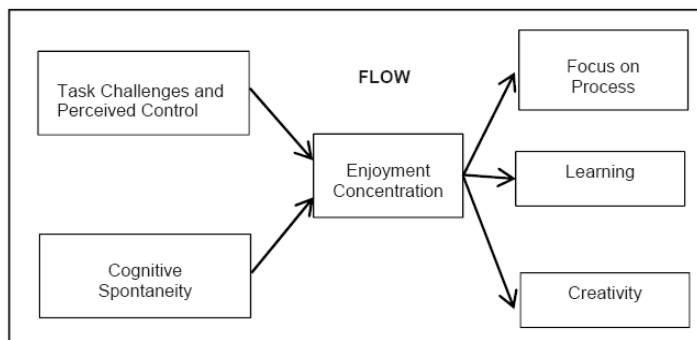 Task Challenges and
Perceived Control
FLOW
Focus on
Process
Enjoyment
Concentration
Learning
Cognitive
Spontaneity
Creativity